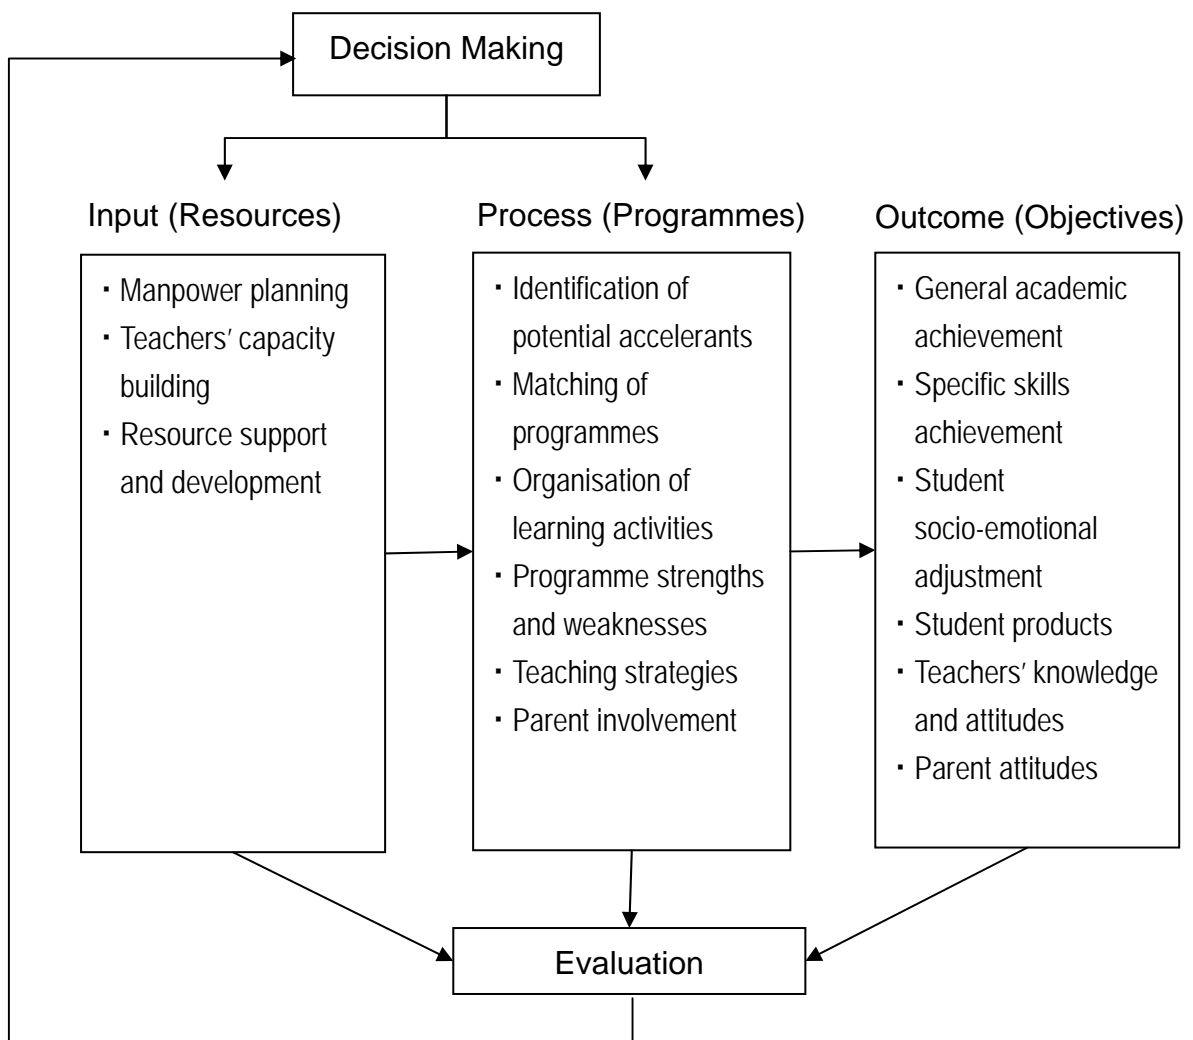 Decision Making
Input (Resources)
・Manpower planning
・Teachers’ capacity
building
・Resource support
and development
Process (Programmes)
・Identification of
potential accelerants
・Matching of
programmes
・Organisation of
learning activities
・Programme strengths
and weaknesses
・Teaching strategies
・Parent involvement
Outcome (Objectives)
・General academic
achievement
・Specific skills
achievement
・Student
socio-emotional
adjustment
・Student products
・Teachers’ knowledge
and attitudes
・Parent attitudes
Evaluation